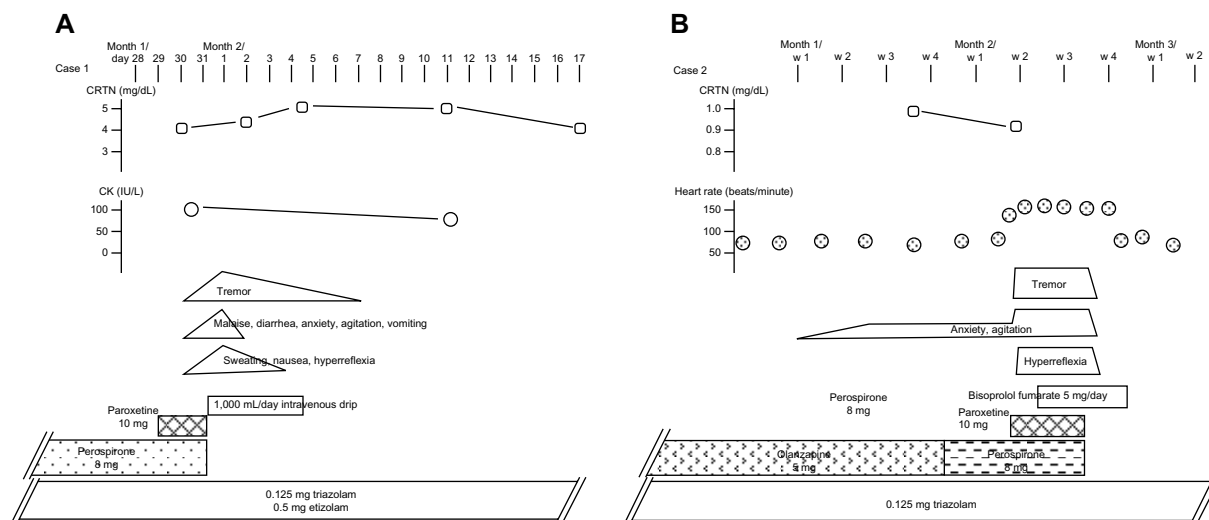 A
Month 1/
day 28 29 30 31 1 2 3 4 5 6 7 8 9 10 11 12 13 14 15 16 17
Month 2/
Case 1
CRTN (mg/dL)
5
4
3
CK (IU/L)
100
50
0
Tremor
Malaise, diarrhea, anxiety, agitation, vomiting
Sweating, nausea, hyperreflexia
1,000 mL/day intravenous drip
Paroxetine
10 mg
Perospirone
8 mg
0.125 mg triazolam
0.5 mg etizolam
B
Month 1/ Month 2/ Month 3/
w 1 w 2 w 3 w 4 w 1 w 2 w 3 w 4 w 1 w 2
Case 2
CRTN (mg/dL)
1.0
0.9
0.8
Heart rate (beats/minute)
150
100
50
Tremor
Anxiety, agitation
Hyperreflexia
Bisoprolol fumarate 5 mg/day
Perospirone
8 mg
Paroxetine
10 mg
Olanzapine
5 mg
Perospirone
8 mg
0.125 mg triazolam